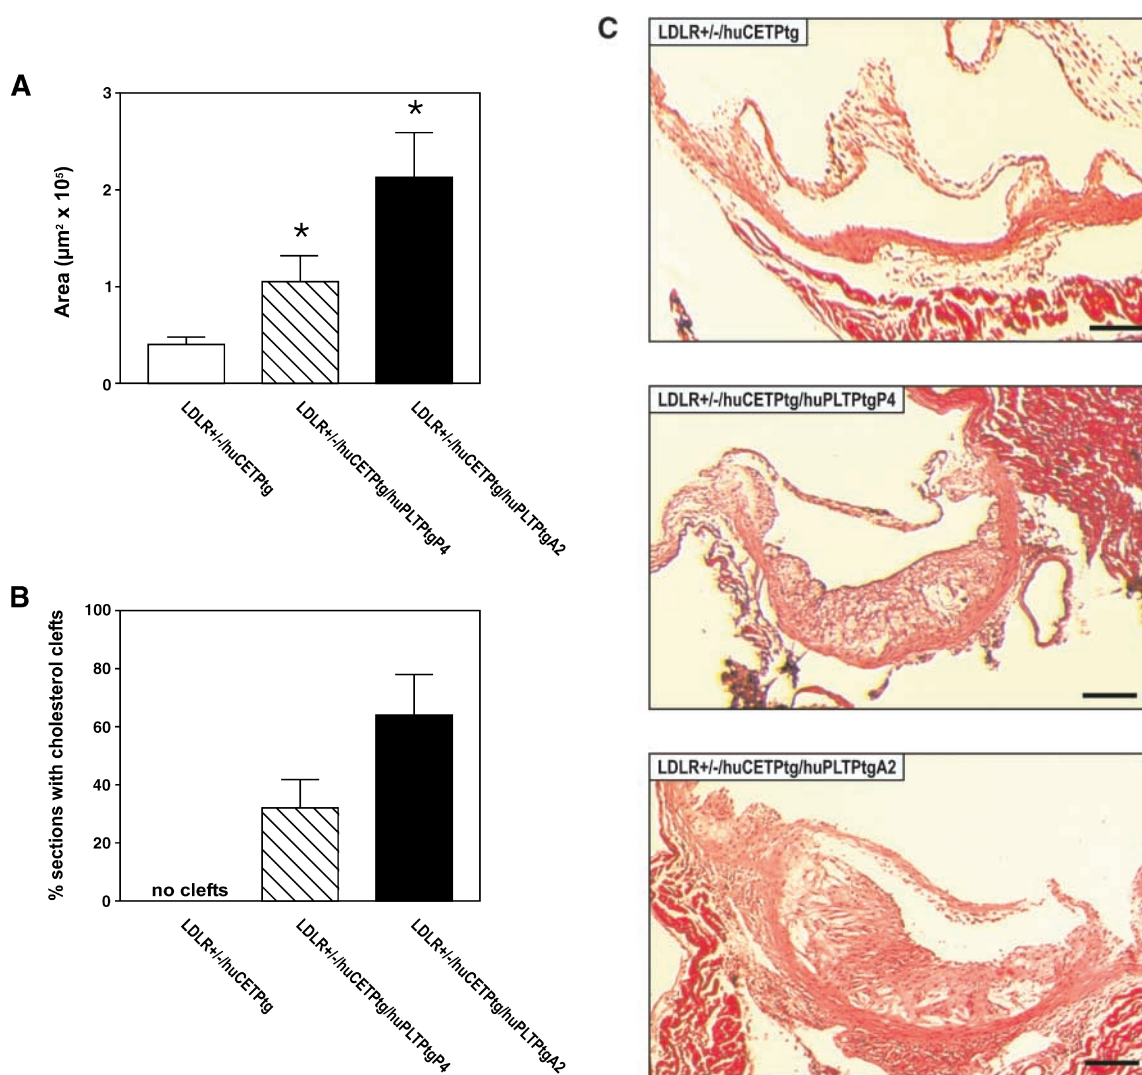 A
3
2
1
0
Area (µm² x 10⁵)
*
*
LDLR+/-/huCETPtg
LDLR+/-/huCETPtg/huPLTPtgP4
LDLR+/-/huCETPtg/huPLTPtgA2
B
100
80
60
40
20
0
% sections with cholesterol clefts
no clefts
LDLR+/-/huCETPtg
LDLR+/-/huCETPtg/huPLTPtgP4
LDLR+/-/huCETPtg/huPLTPtgA2
C
LDLR+/-/huCETPtg
LDLR+/-/huCETPtg/huPLTPtgP4
LDLR+/-/huCETPtg/huPLTPtgA2